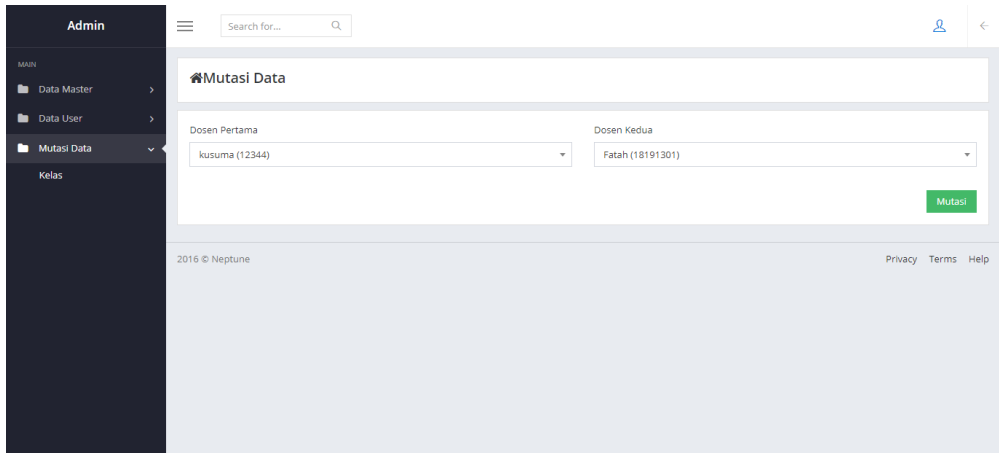 Admin
Search for...
MAIN
Data Master
Data User
Mutasi Data
Kelas
Mutasi Data
Dosen Pertama
Dosen Kedua
kusuma (12344)
Fatah (18191301)
Mutasi
2016 © Neptune
Privacy Terms Help